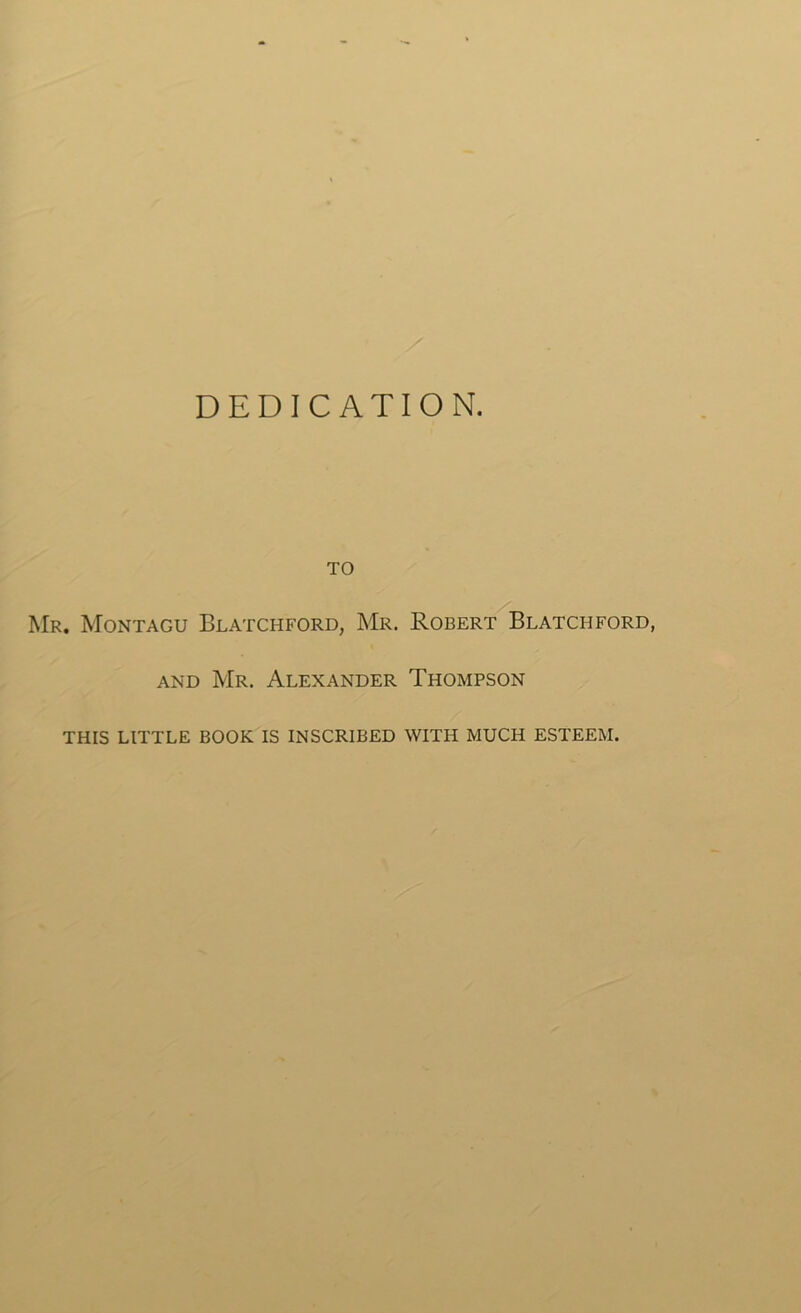 DEDICATION.
TO
MR. MONTAGU BLATCHFORD, MR. ROBERT BLATCHFORD,
AND MR. ALEXANDER THOMPSON
THIS LITTLE BOOK IS INSCRIBED WITH MUCH ESTEEM.